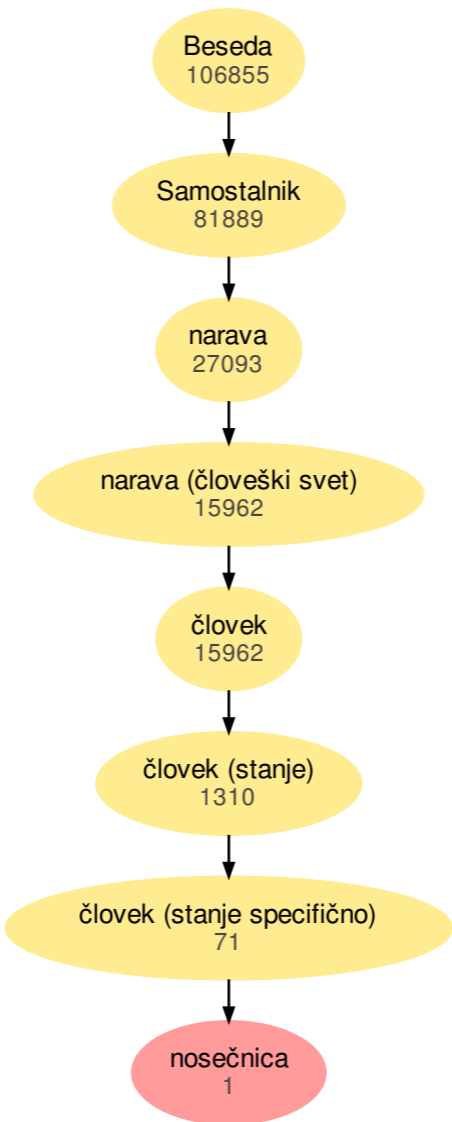 Beseda
106855
Samostalnik
81889
narava
27093
narava (človeški svet)
15962
človek
15962
človek (stanje)
1310
človek (stanje specifično)
71
nosečnica
1